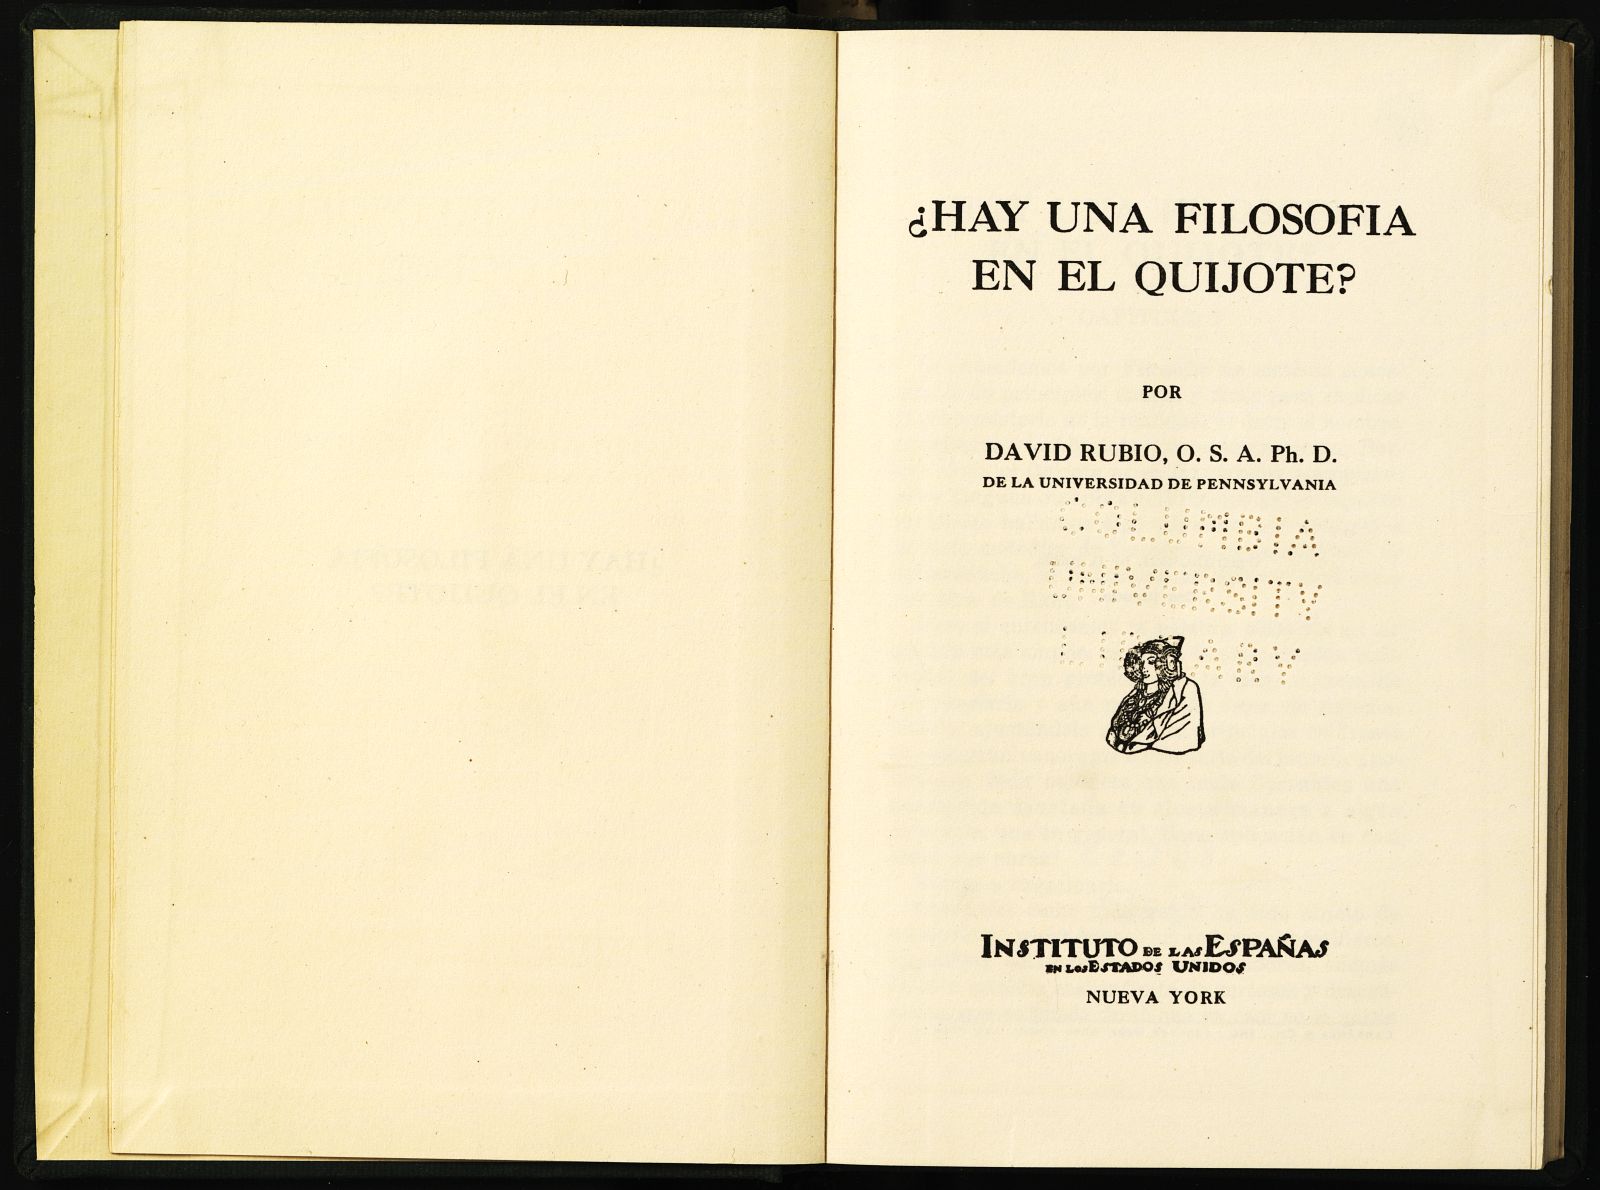 ¿HAY UNA FILOSOFIA
EN EL QUIJOTE?
POR
DAVID RUBIO, O. S. A. Ph. D.
DE LA UNIVERSIDAD DE PENNSYLVANIA
COLUMBIA
UNIVERSITY
LIBRARY
INSTITUTO DE LAS ESPAÑAS
EN LOS ESTADOS UNIDOS
NUEVA YORK